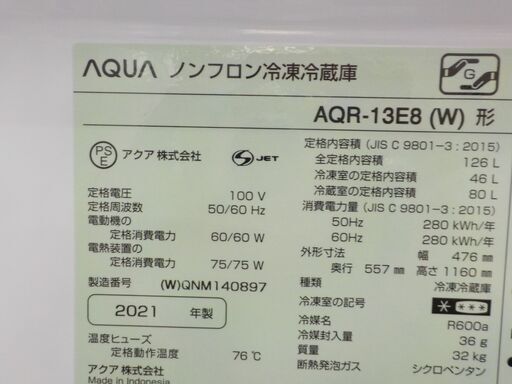 AQUA ノンフロン冷凍冷蔵庫
G
AQR-13E8 (W) 形
PS E アクア株式会社 S JET
定格電圧 100 V
定格周波数 50/60 Hz
電動機の
定格消費電力 60/60 W
電熱装置の
定格消費電力 75/75 W
製造番号 (W)QNM140897
2021 年製
温度ヒューズ
定格動作温度 76℃
アクア株式会社
Made in Indonesia
定格内容積 (JIS C 9801-3 : 2015)
全定格内容積 126 L
冷凍室の定格内容積 46 L
冷蔵室の定格内容積 80 L
消費電力量 (JIS C 9801-3 : 2015)
50Hz 280 kWh/年
60Hz 280 kWh/年
外形寸法 幅 476 ㎜
奥行 557 ㎜ 高さ 1160 ㎜
種類 冷凍冷蔵庫
冷凍室の記号 * ***
冷媒名 R600a
冷媒封入量 36 g
質量 32 kg
断熱発泡ガス シクロペンタン